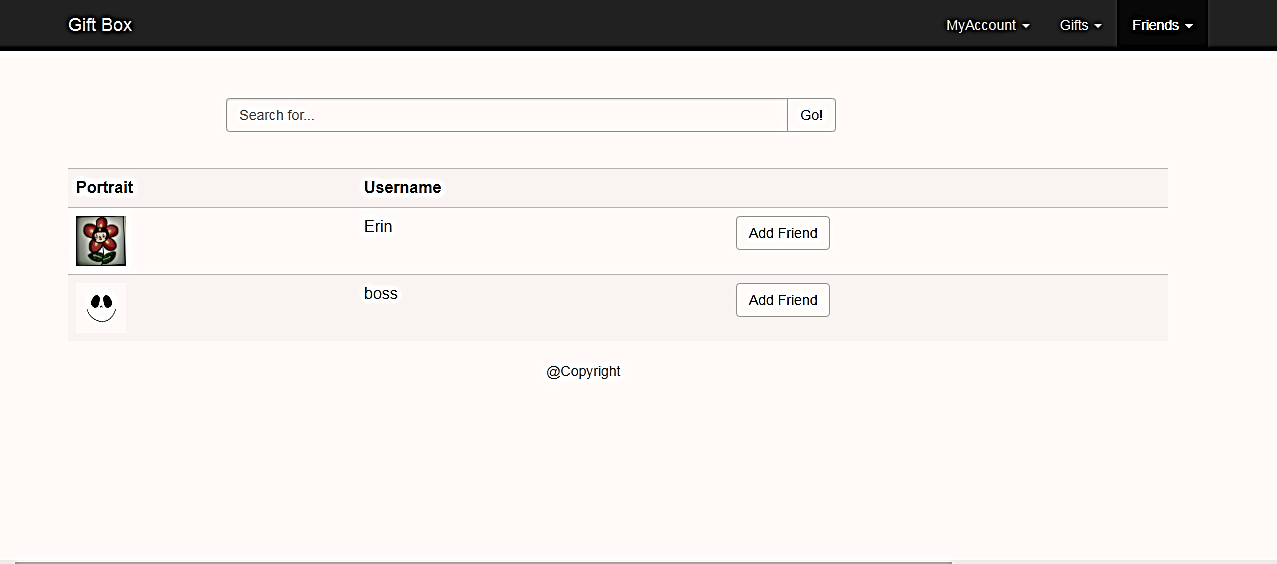 Gift Box MyAccount Gifts Friends
Search for... Go!
Portrait Username
Erin Add Friend
boss Add Friend
@Copyright